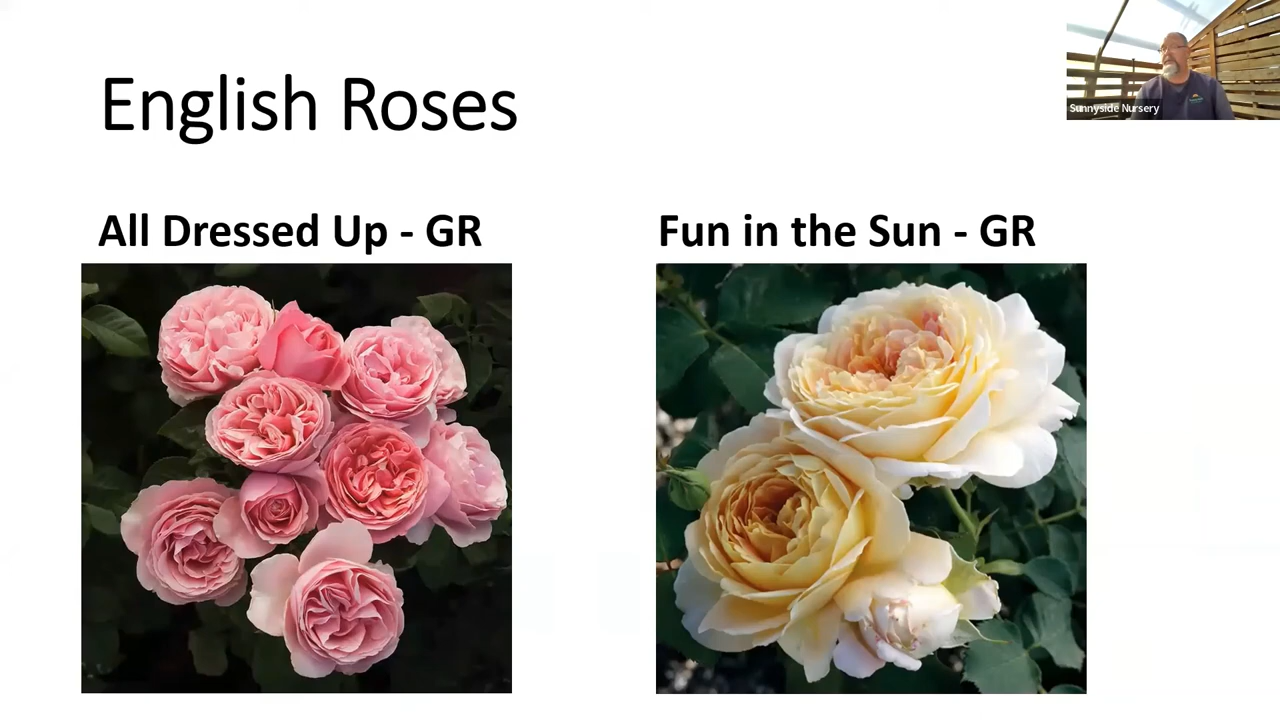 English Roses
Sunnyside Nursery
All Dressed Up - GR
Fun in the Sun - GR